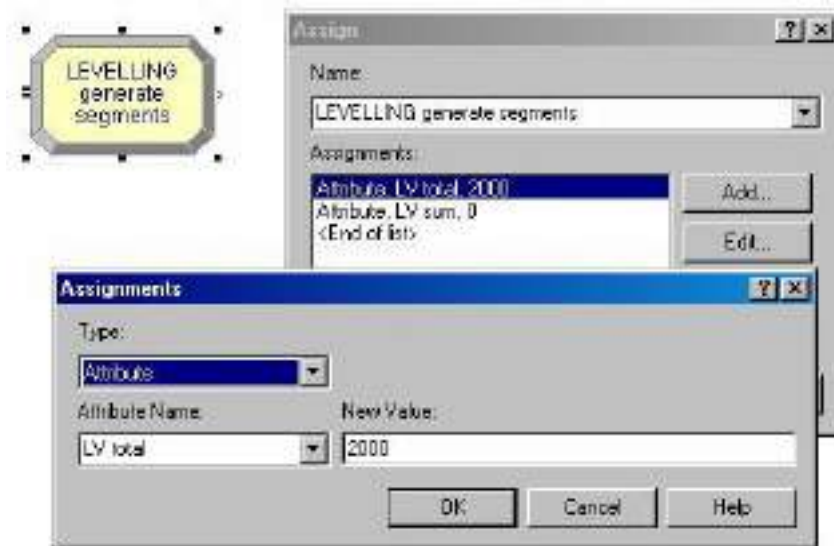 LEVELLING
generate
segments
Assign
Name:
LEVELLING generate segments
Assignments:
Attribute, LV total, 2000
Attribute, LV sum, 0
<End of list>
Add...
Edit...
Assignments
Type:
Attribute
Attribute Name:
New Value:
LV total
2000
OK
Cancel
Help